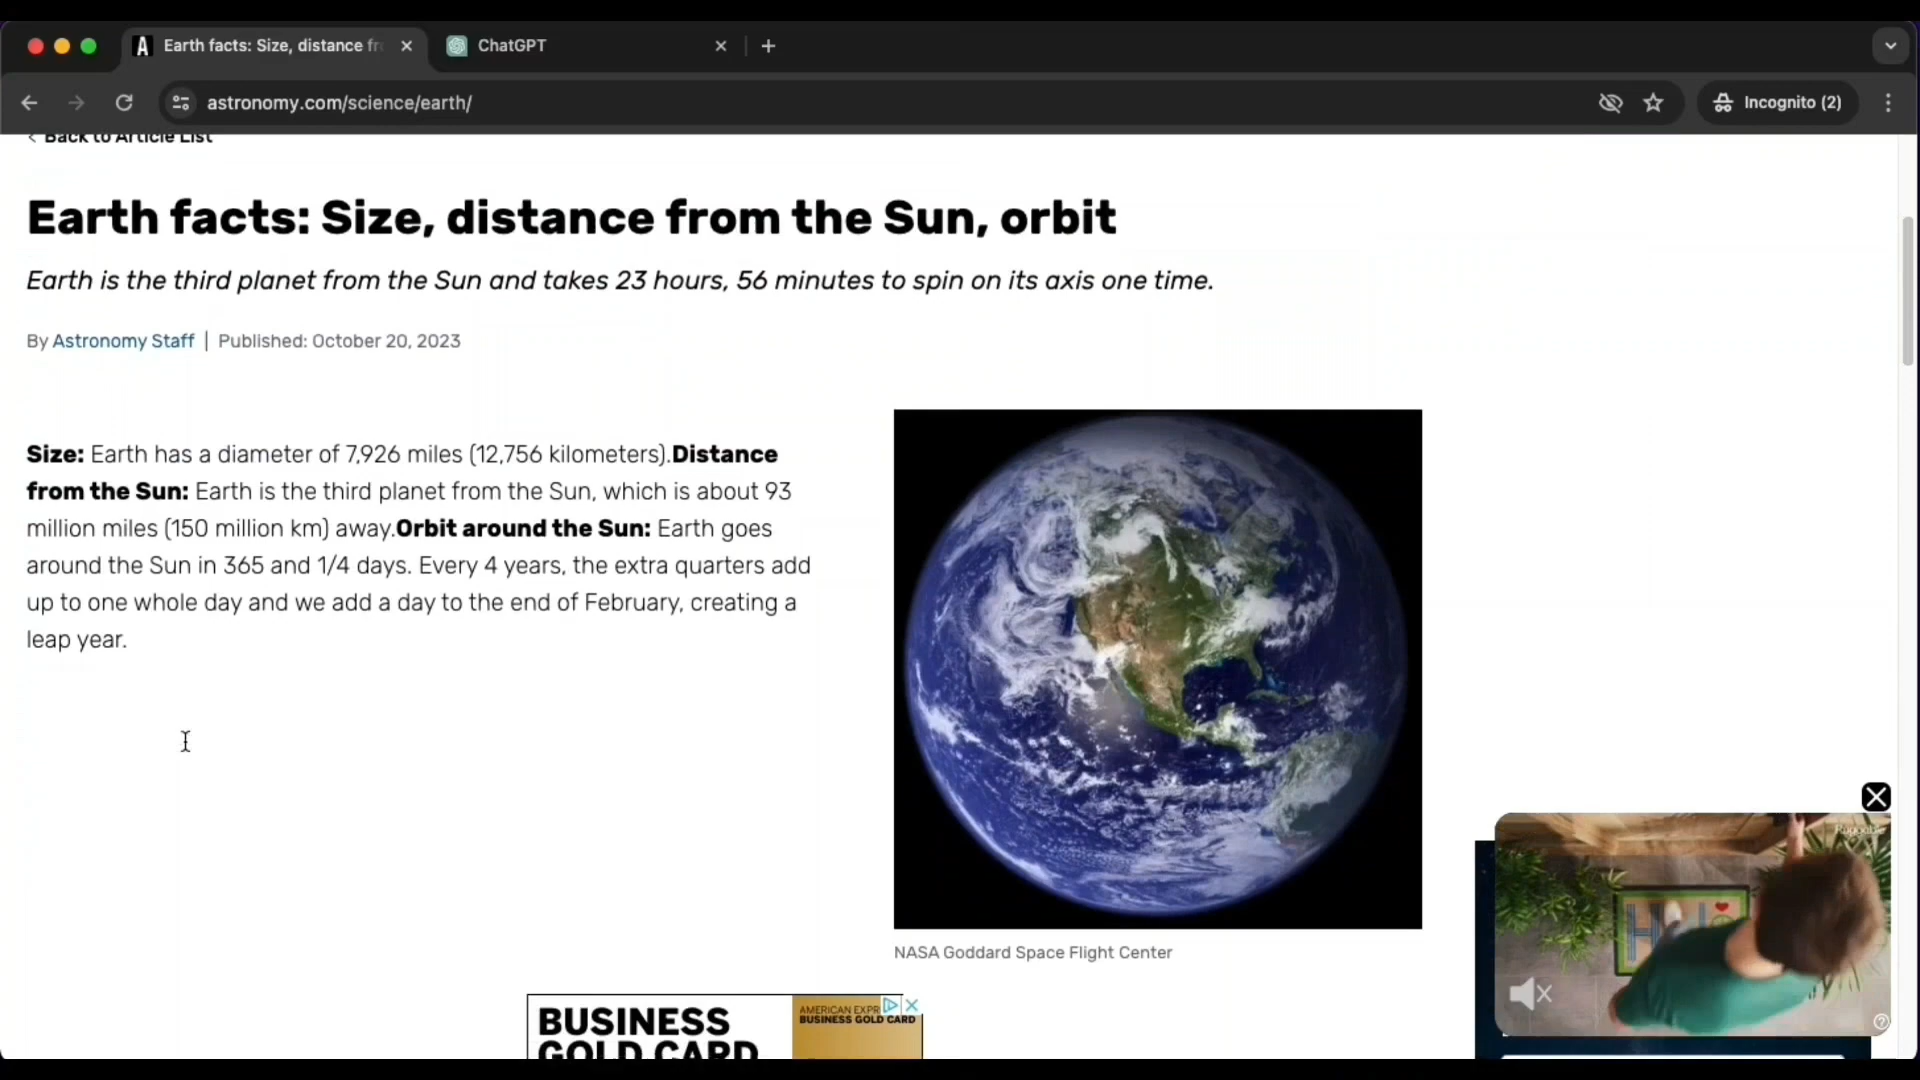 Earth facts: Size, distance fr
ChatGPT
astronomy.com/science/earth/
Incognito (2)
< Back to Article List
Earth facts: Size, distance from the Sun, orbit
Earth is the third planet from the Sun and takes 23 hours, 56 minutes to spin on its axis one time.
By Astronomy Staff | Published: October 20, 2023
Size: Earth has a diameter of 7,926 miles (12,756 kilometers).Distance
from the Sun: Earth is the third planet from the Sun, which is about 93
million miles (150 million km) away.Orbit around the Sun: Earth goes
around the Sun in 365 and 1/4 days. Every 4 years, the extra quarters add
up to one whole day and we add a day to the end of February, creating a
leap year.
NASA Goddard Space Flight Center
BUSINESS
GOLD CARD
AMERICAN EXPR
BUSINESS GOLD CARD
Ruggable